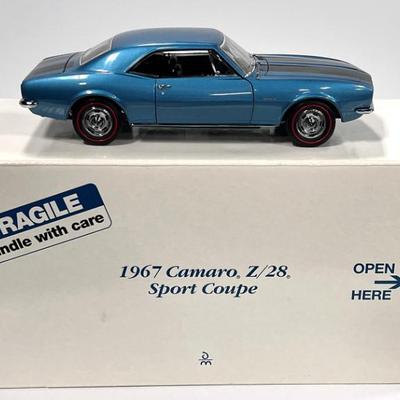 FRAGILE
handle with care
1967 Camaro® Z/28®
Sport Coupe
OPEN
HERE